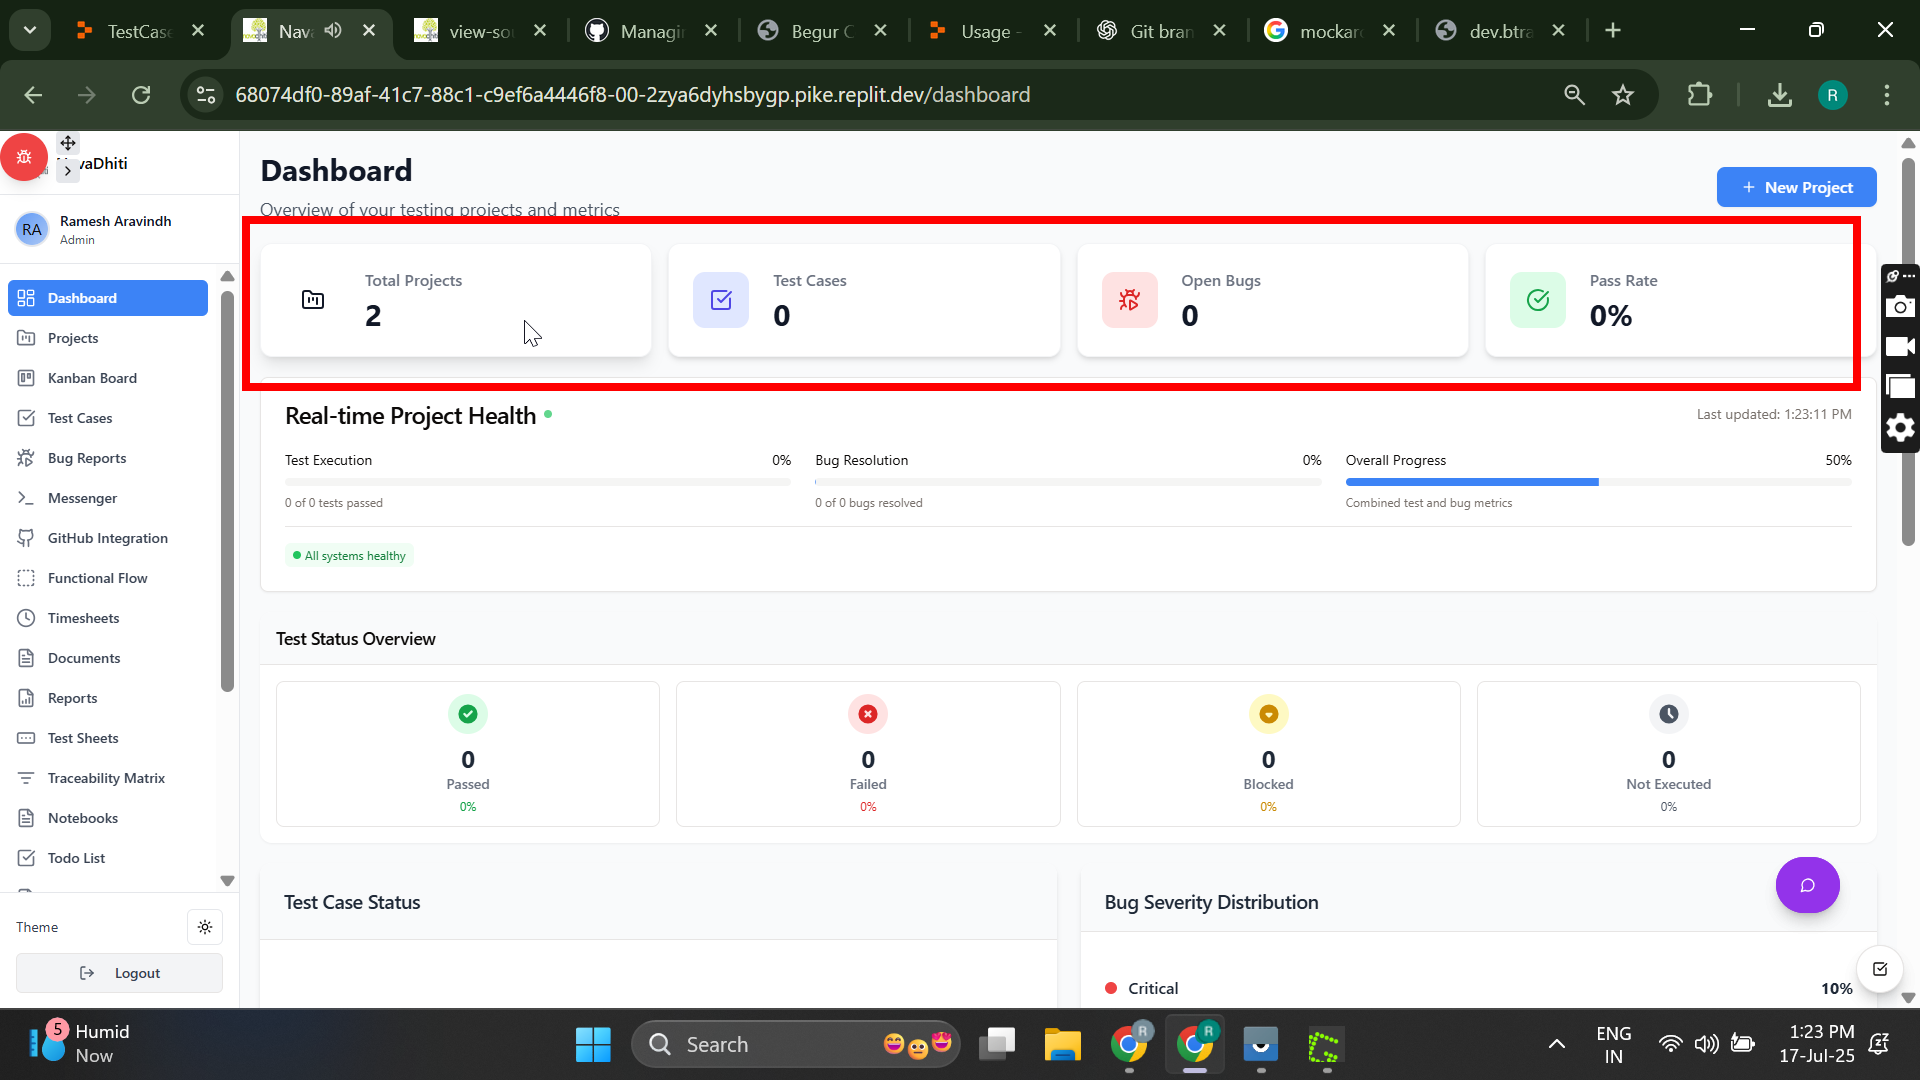 TestCas
Nav
view-so
Managi
Begur C
Usage -
Git bran
mockar
dev.btra
68074df0-89af-41c7-88c1-c9ef6a4446f8-00-2zya6dyhsbygp.pike.replit.dev/dashboard
R
vaDhiti
RA
Ramesh Aravindh
Admin
Dashboard
Projects
Kanban Board
Test Cases
Bug Reports
Messenger
GitHub Integration
Functional Flow
Timesheets
Documents
Reports
Test Sheets
Traceability Matrix
Notebooks
Todo List
Theme
Logout
Dashboard
Overview of your testing projects and metrics
+ New Project
Total Projects
2
Test Cases
0
Open Bugs
0
Pass Rate
0%
Real-time Project Health
Last updated: 1:23:11 PM
Test Execution 0%
0 of 0 tests passed
Bug Resolution 0%
0 of 0 bugs resolved
Overall Progress 50%
Combined test and bug metrics
All systems healthy
Test Status Overview
0
Passed
0%
0
Failed
0%
0
Blocked
0%
0
Not Executed
0%
Test Case Status
Bug Severity Distribution
Critical 10%
5
Humid
Now
Search
R
R
ENG
IN
1:23 PM
17-Jul-25